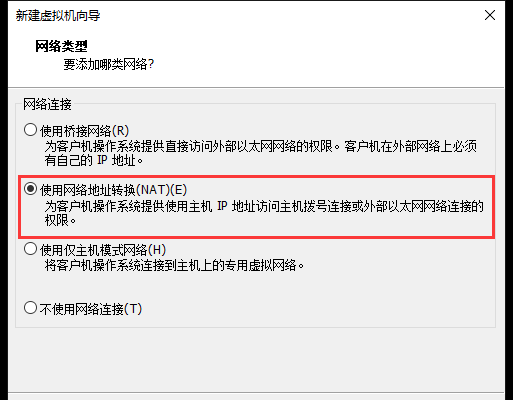 新建虚拟机向导
网络类型
要添加哪类网络?
网络连接
使用桥接网络(R)
为客户机操作系统提供直接访问外部以太网网络的权限。客户机在外部网络上必须
有自己的 IP 地址。
使用网络地址转换(NAT)(E)
为客户机操作系统提供使用主机 IP 地址访问主机拨号连接或外部以太网网络连接的
权限。
使用仅主机模式网络(H)
将客户机操作系统连接到主机上的专用虚拟网络。
不使用网络连接(T)